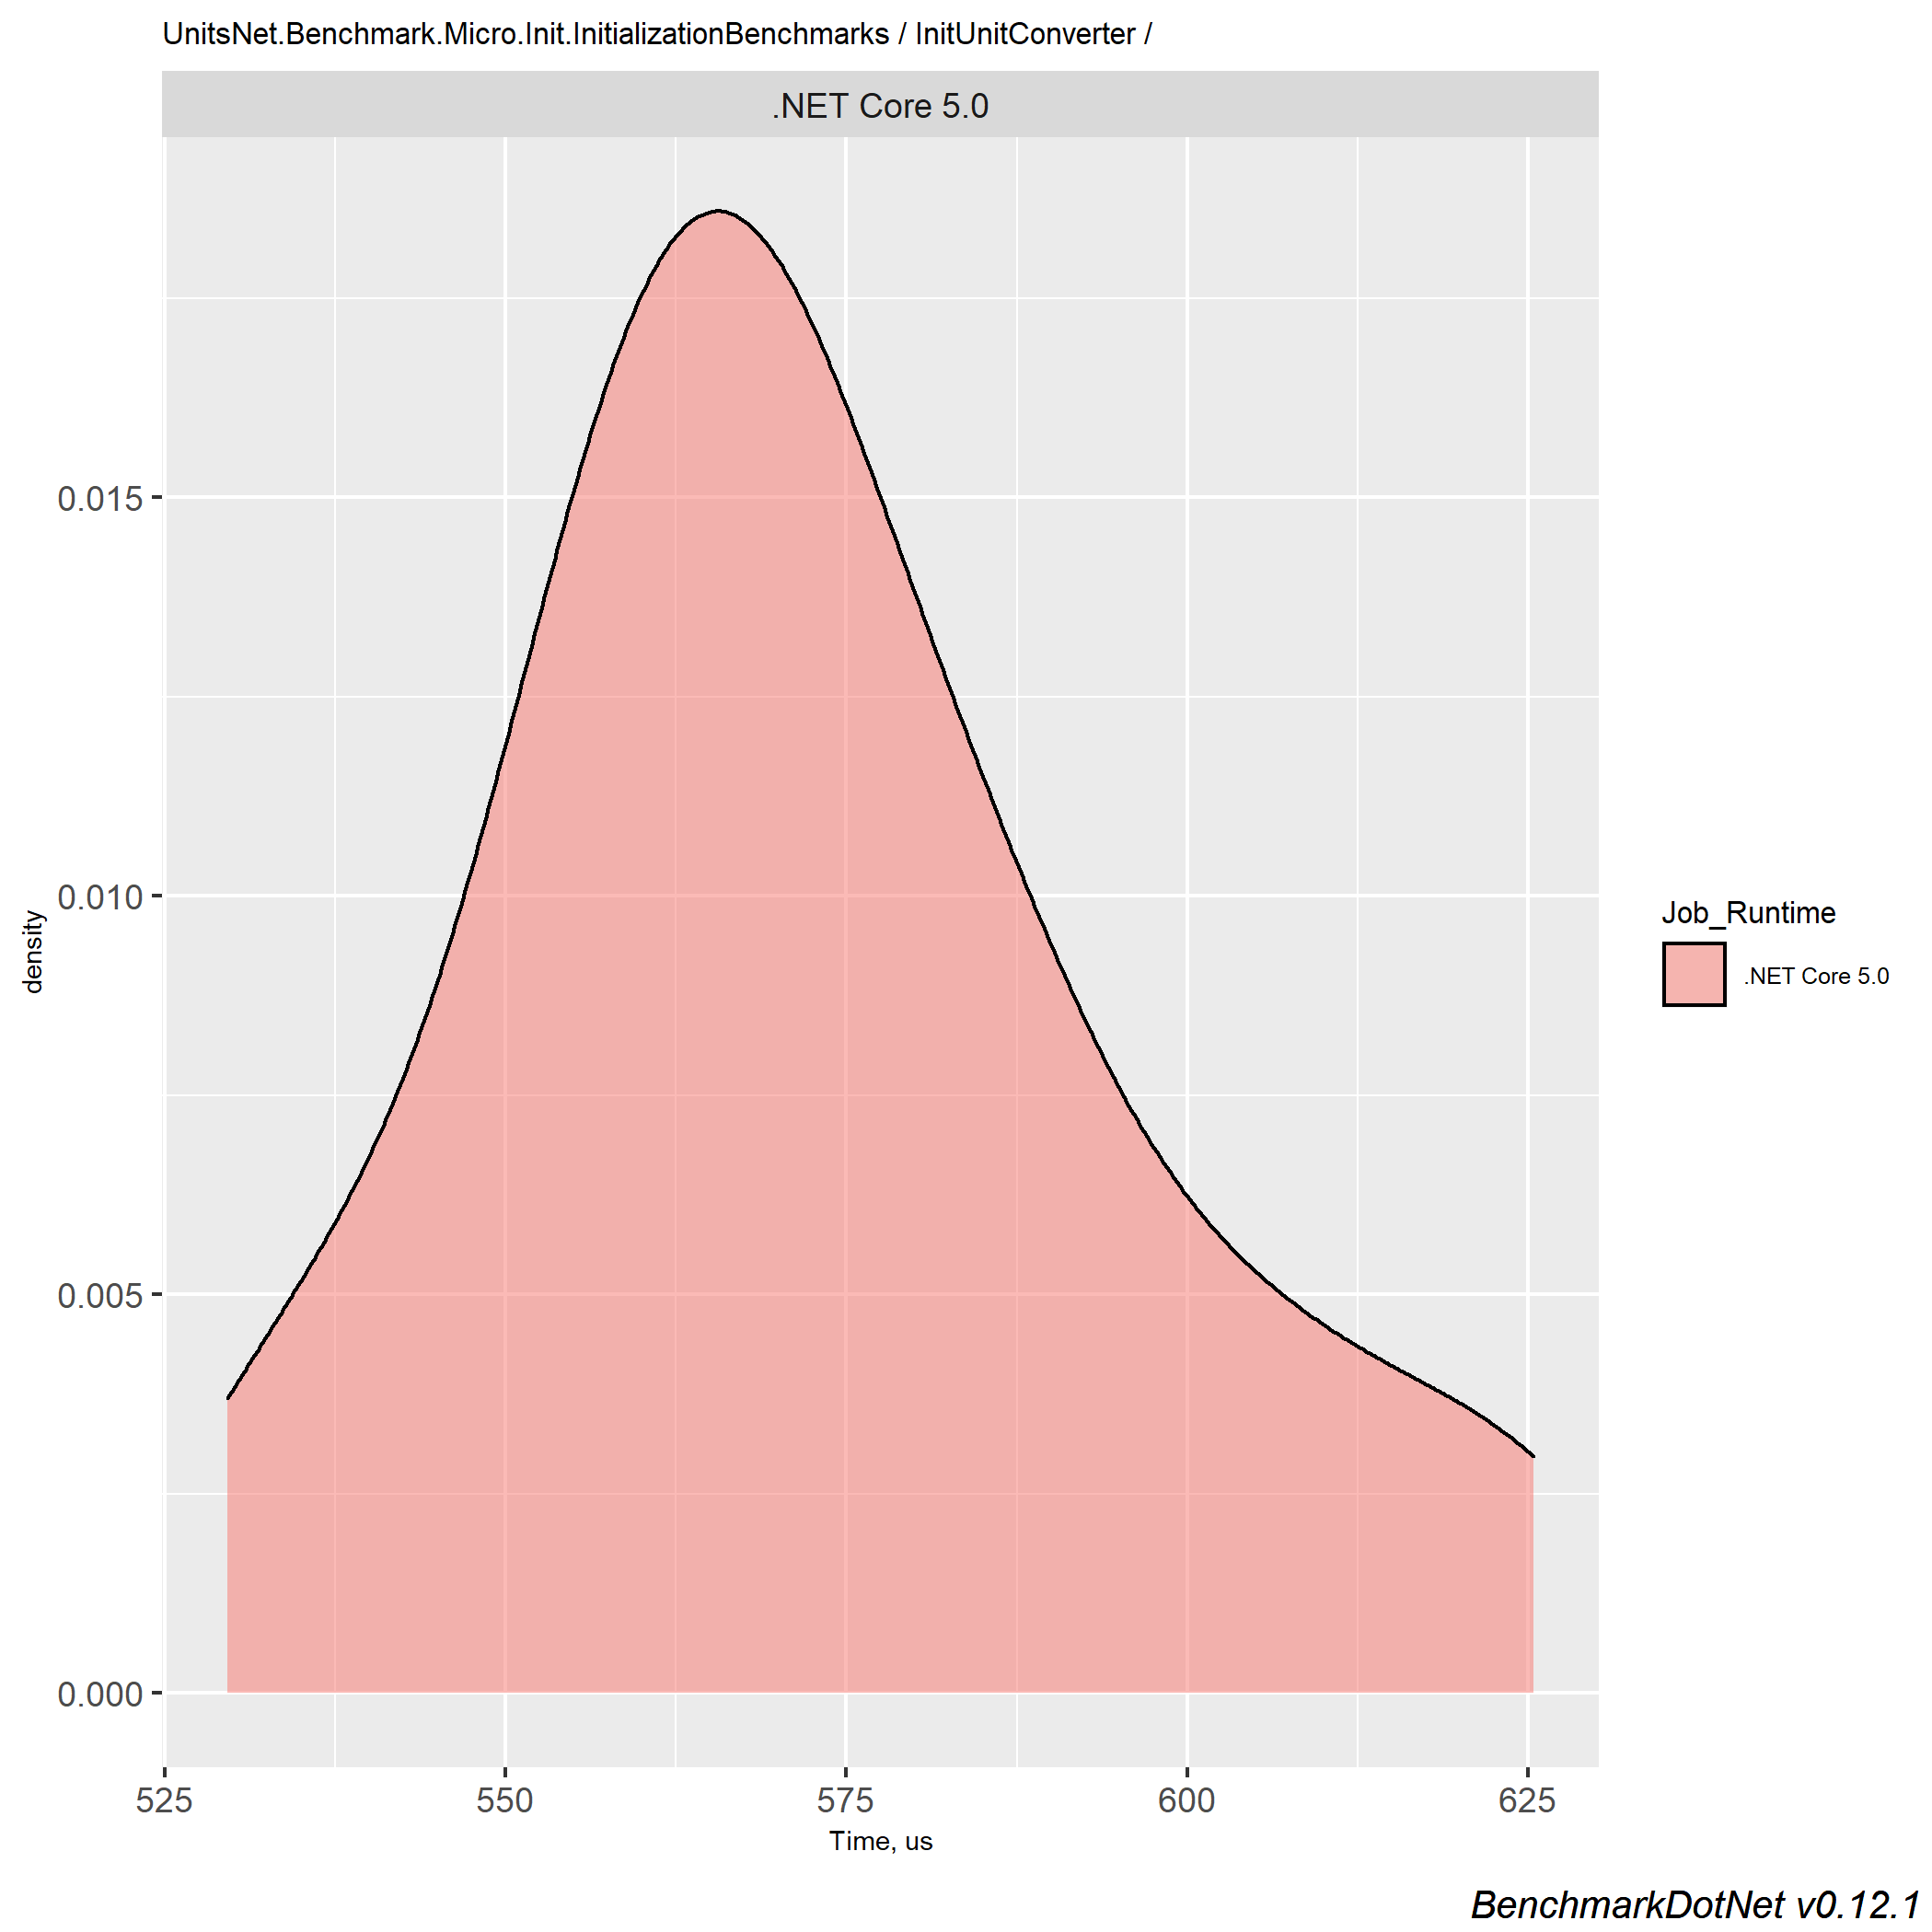 UnitsNet.Benchmark.Micro.Init.InitializationBenchmarks / InitUnitConverter /
.NET Core 5.0
0.015
0.010
0.005
0.000
density
525 550 575 600 625
Time, us
Job_Runtime
.NET Core 5.0
BenchmarkDotNet v0.12.1